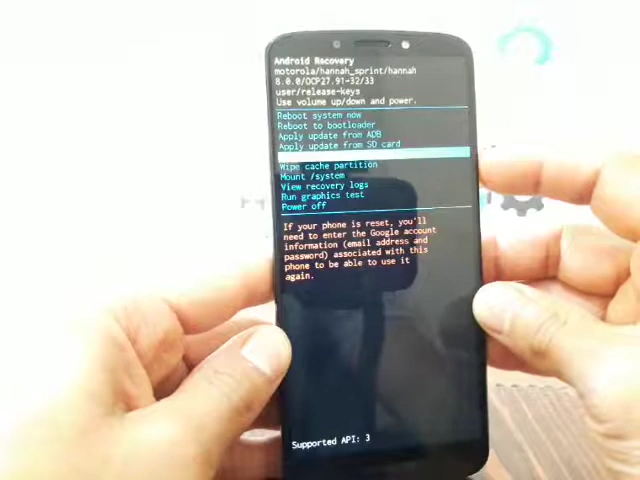 Android Recovery
motorola/hannah_sprint/hannah
8.0.0/OCP27.91-32/33
user/release-keys
Use volume up/down and power.
Reboot system now
Reboot to bootloader
Apply update from ADB
Apply update from SD card
Wipe cache partition
Mount /system
View recovery logs
Run graphics test
Power off
If your phone is reset, you'll
need to enter the Google account
information (email address and
password) associated with this
phone to be able to use it
again.
Supported API: 3